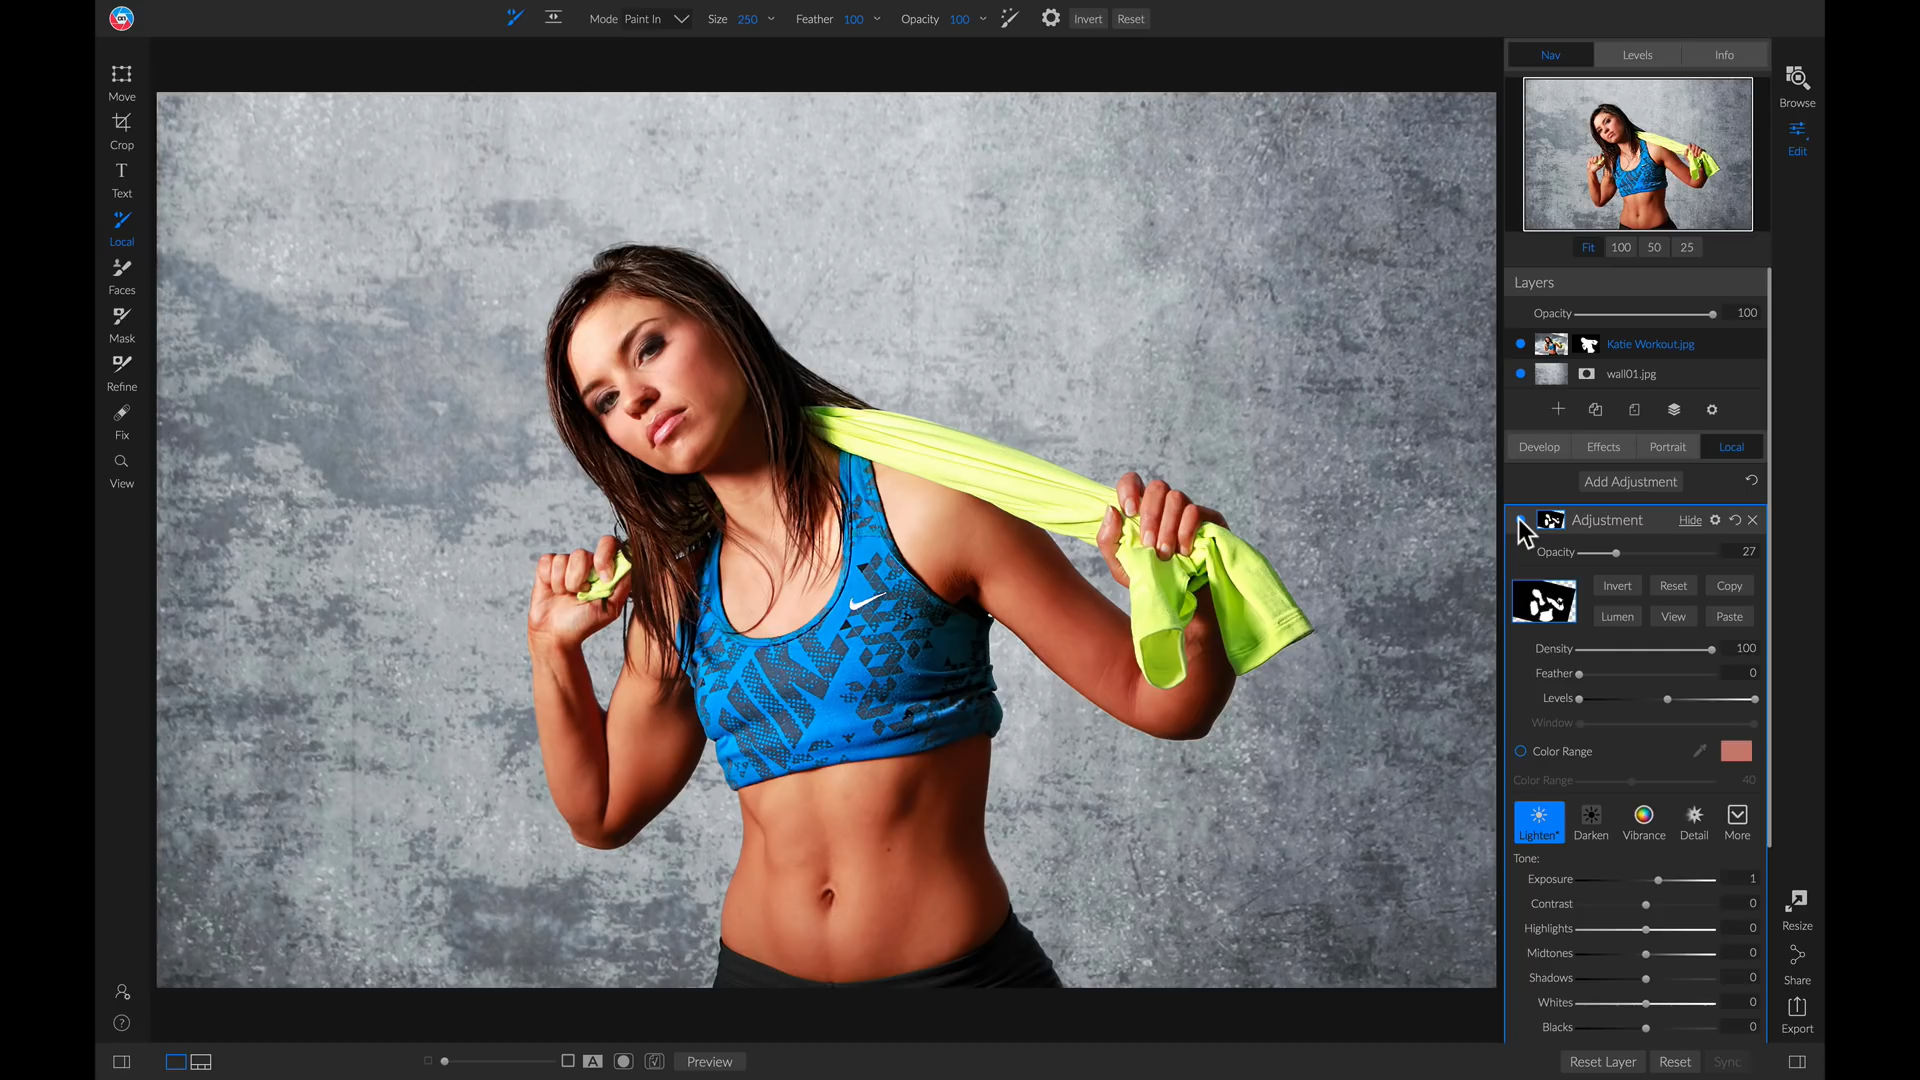 Mode Paint In Size 250 Feather 100 Opacity 100 Invert Reset
Move
Crop
T
Text
Local
Faces
Mask
Refine
Fix
View
Nav Levels Info
Fit 100 50 25
Layers
Opacity 100
Katie Workout.jpg
wall01.jpg
Develop Effects Portrait Local
Add Adjustment
Adjustment Hide
Opacity 27
Invert Reset Copy
Lumen View Paste
Density 100
Feather 0
Levels
Window
Color Range
Color Range 40
Lighten* Darken Vibrance Detail More
Tone:
Exposure 1
Contrast 0
Highlights 0
Midtones 0
Shadows 0
Whites 0
Blacks 0
Browse
Edit
Resize
Share
Export
?
A Preview
Reset Layer Reset Sync